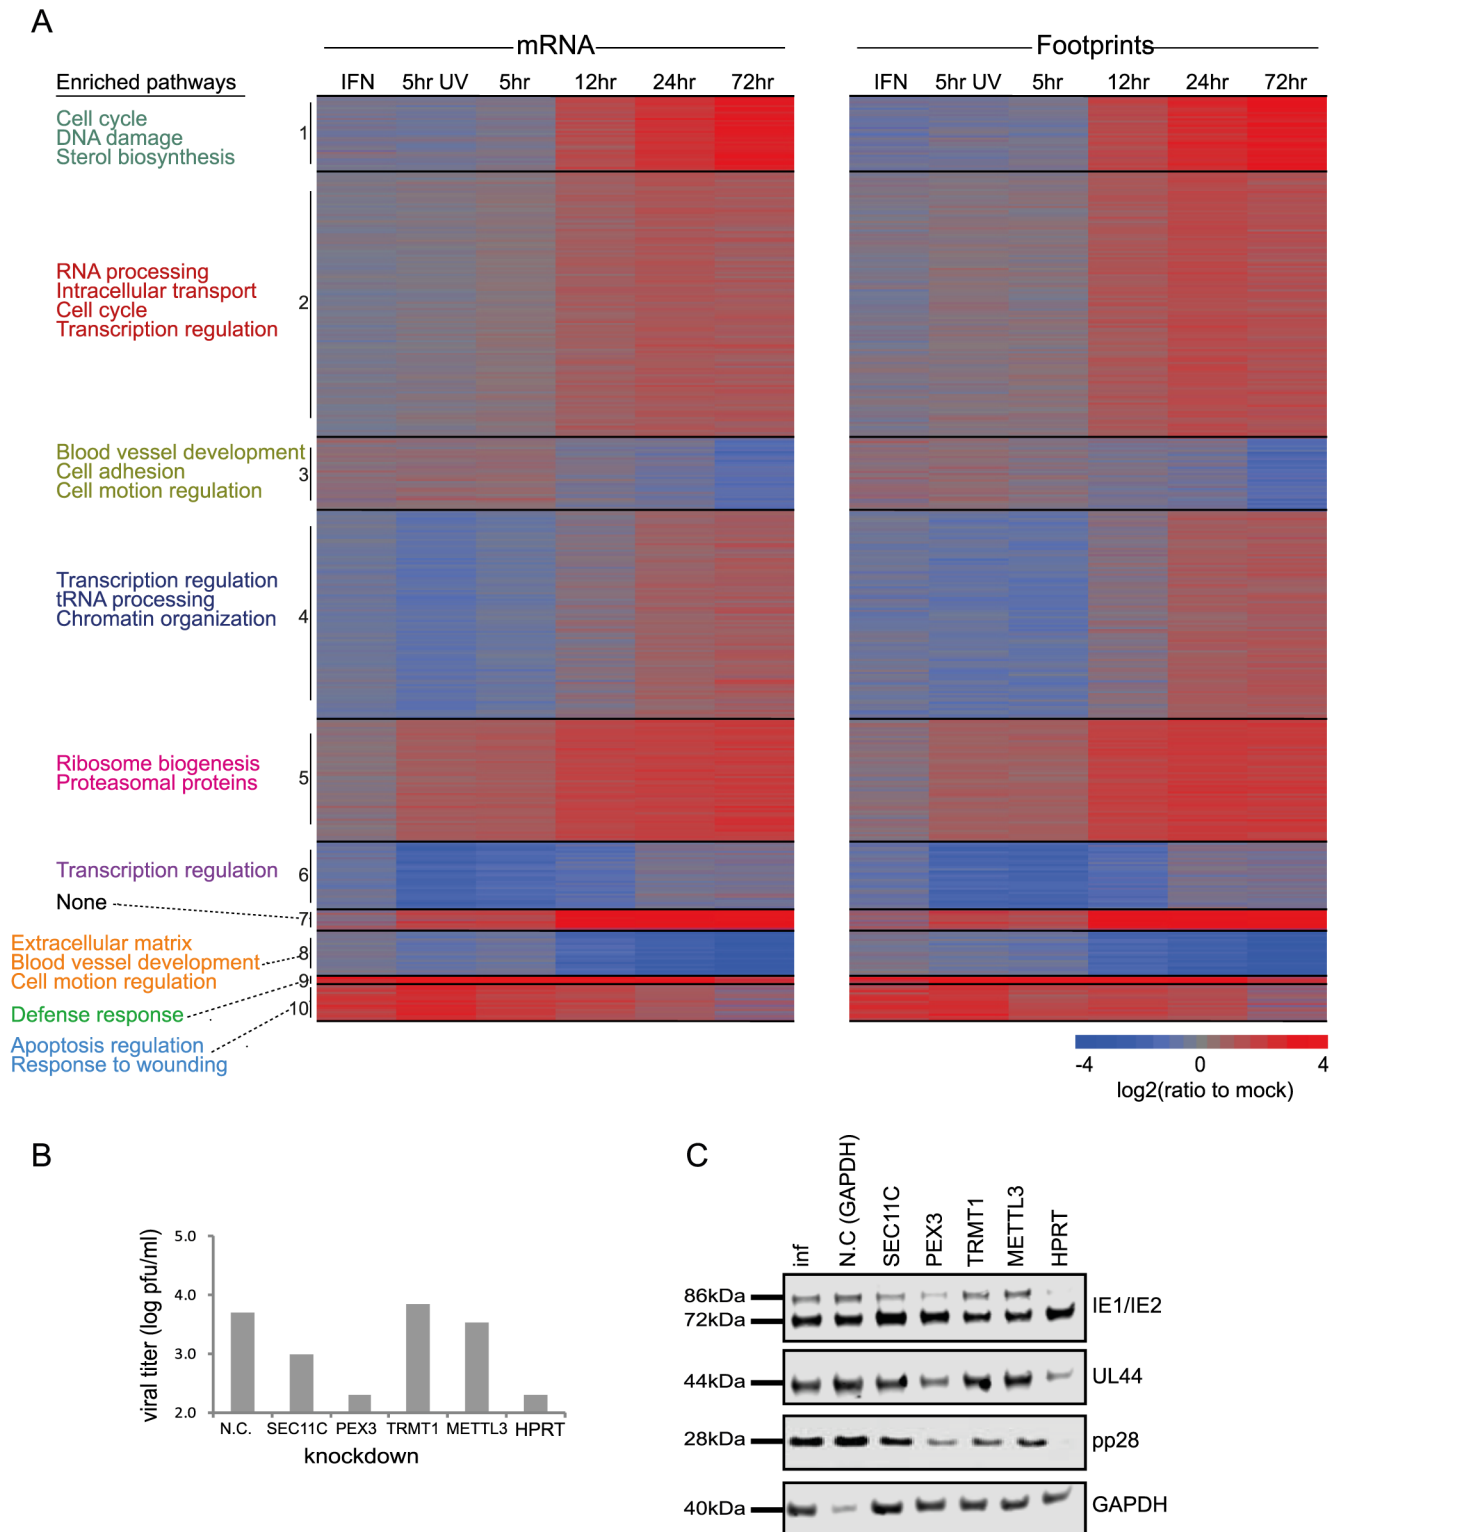 A
mRNA
Footprints
Enriched pathways
IFN 5hr UV 5hr 12hr 24hr 72hr
IFN 5hr UV 5hr 12hr 24hr 72hr
Cell cycle
DNA damage
Sterol biosynthesis
1
RNA processing
Intracellular transport
Cell cycle
Transcription regulation
2
Blood vessel development
Cell adhesion
Cell motion regulation
3
Transcription regulation
tRNA processing
Chromatin organization
4
Ribosome biogenesis
Proteasomal proteins
5
Transcription regulation
6
None
7
Extracellular matrix
Blood vessel development
Cell motion regulation
8
9
Defense response
10
Apoptosis regulation
Response to wounding
-4 0 4
log2(ratio to mock)
B
viral titer (log pfu/ml)
5.0
4.0
3.0
2.0
N.C. SEC11C PEX3 TRMT1 METTL3 HPRT
knockdown
C
inf
N.C (GAPDH)
SEC11C
PEX3
TRMT1
METTL3
HPRT
86kDa
72kDa
IE1/IE2
44kDa
UL44
28kDa
pp28
40kDa
GAPDH